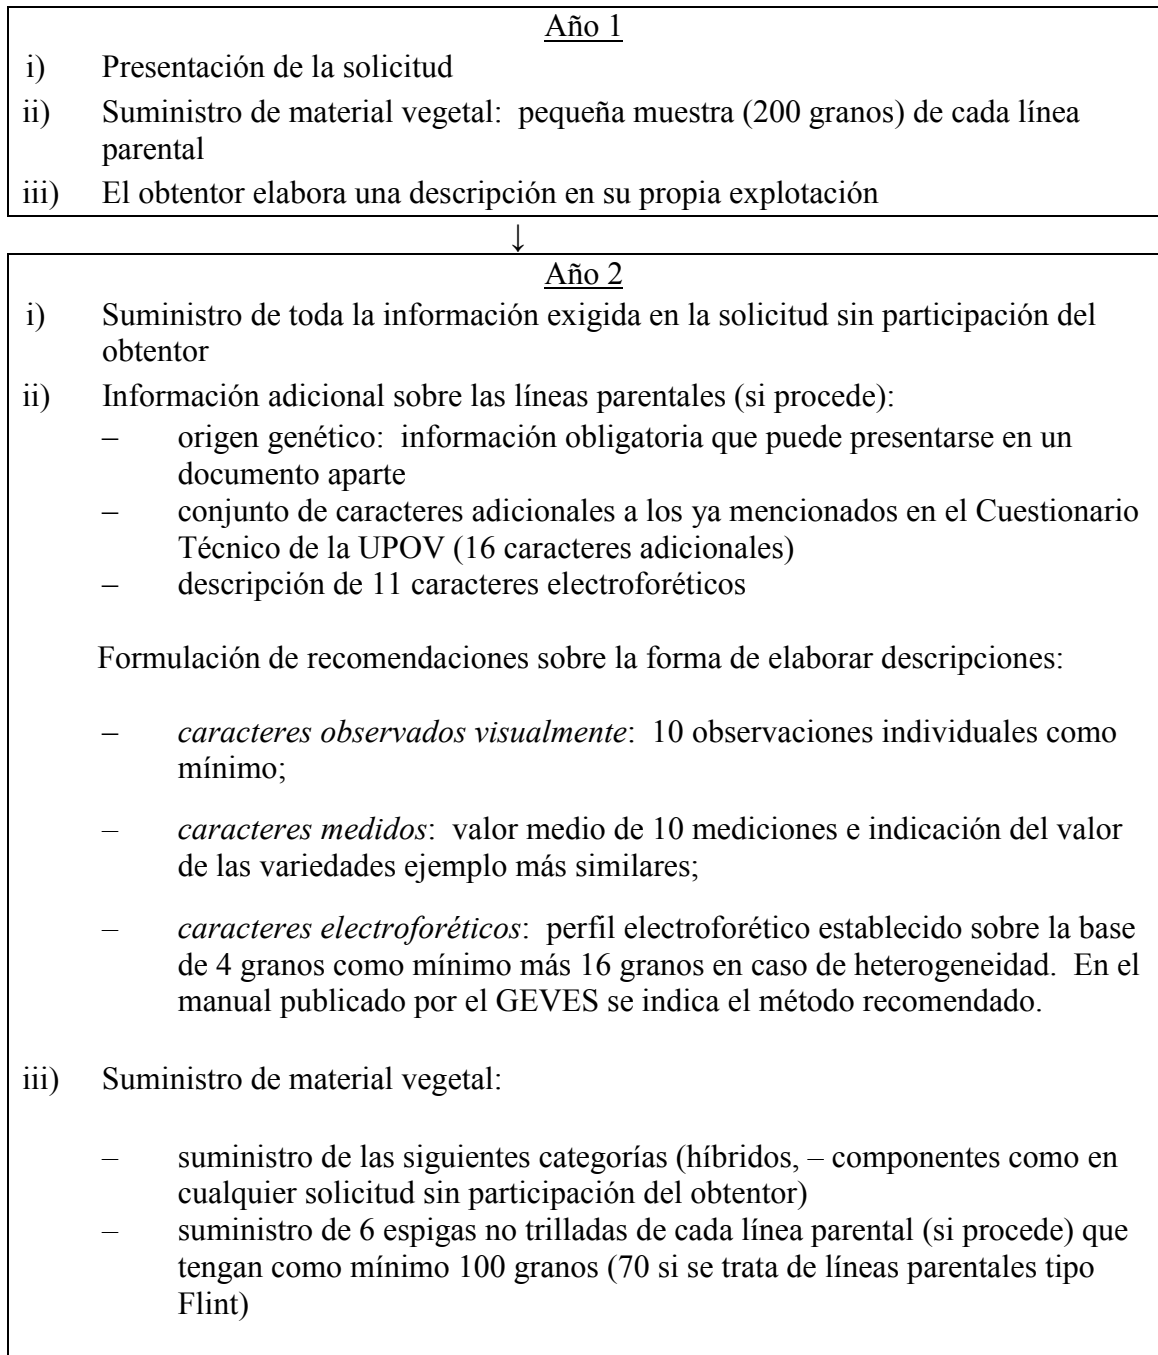 Año 1
i) Presentación de la solicitud
ii) Suministro de material vegetal: pequeña muestra (200 granos) de cada línea
parental
iii) El obtentor elabora una descripción en su propia explotación
↓
Año 2
i) Suministro de toda la información exigida en la solicitud sin participación del
obtentor
ii) Información adicional sobre las líneas parentales (si procede):
– origen genético: información obligatoria que puede presentarse en un
documento aparte
– conjunto de caracteres adicionales a los ya mencionados en el Cuestionario
Técnico de la UPOV (16 caracteres adicionales)
– descripción de 11 caracteres electroforéticos
Formulación de recomendaciones sobre la forma de elaborar descripciones:
– caracteres observados visualmente: 10 observaciones individuales como
mínimo;
– caracteres medidos: valor medio de 10 mediciones e indicación del valor
de las variedades ejemplo más similares;
– caracteres electroforéticos: perfil electroforético establecido sobre la base
de 4 granos como mínimo más 16 granos en caso de heterogeneidad. En el
manual publicado por el GEVES se indica el método recomendado.
iii) Suministro de material vegetal:
– suministro de las siguientes categorías (híbridos, – componentes como en
cualquier solicitud sin participación del obtentor)
– suministro de 6 espigas no trilladas de cada línea parental (si procede) que
tengan como mínimo 100 granos (70 si se trata de líneas parentales tipo
Flint)